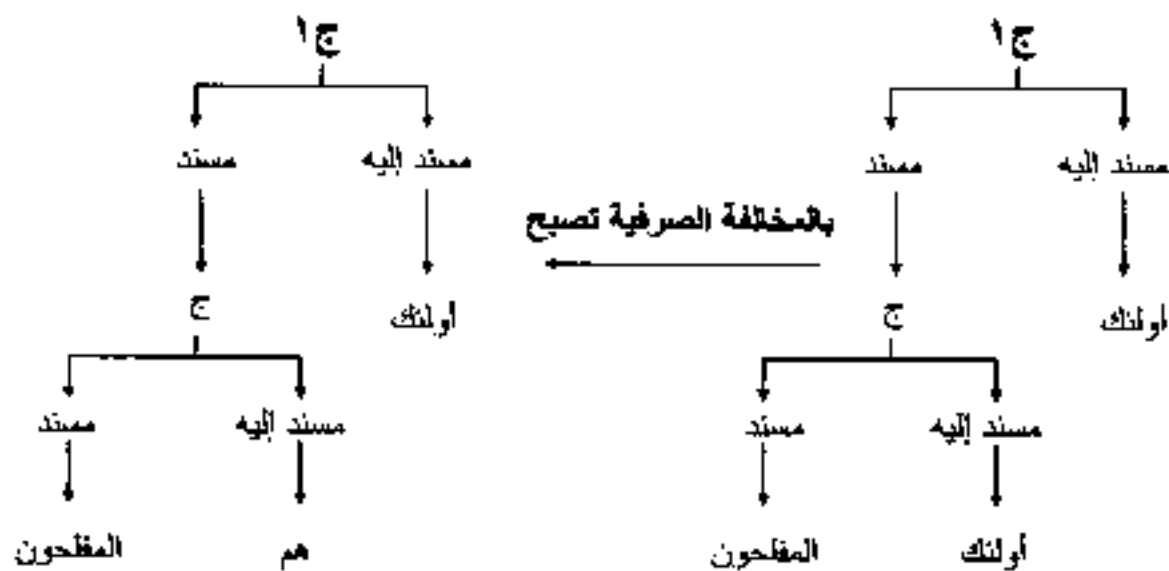 ج١ ج١
مسند إليه مسند مسند إليه مسند
بالمخالفة الصرفية تصبح
أولئك ج أولئك ج
مسند إليه مسند مسند إليه مسند
أولئك المفلحون هم المفلحون